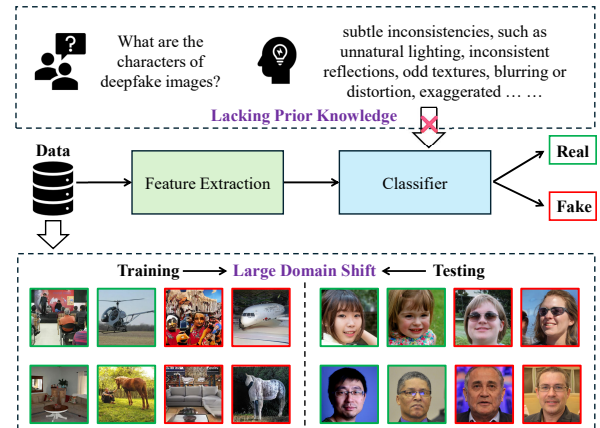 What are the
characters of
deepfake images?
subtle inconsistencies, such as
unnatural lighting, inconsistent
reflections, odd textures, blurring or
distortion, exaggerated … …
Lacking Prior Knowledge
Data
Feature Extraction
Classifier
Real
Fake
Training
Large Domain Shift
Testing